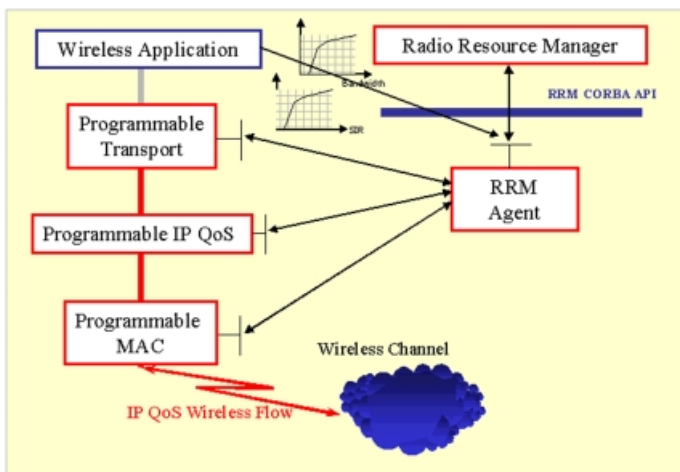 Wireless Application
Radio Resource Manager
Bandwidth
RRM CORBA API
SIR
Programmable
Transport
RRM
Agent
Programmable IP QoS
Programmable
MAC
Wireless Channel
IP QoS Wireless Flow